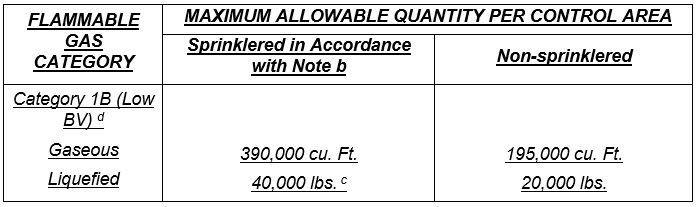 FLAMMABLE GAS CATEGORY
MAXIMUM ALLOWABLE QUANTITY PER CONTROL AREA
Sprinklered in Accordance with Note b
Non-sprinklered
Category 1B (Low BV) d
Gaseous
390,000 cu. Ft.
195,000 cu. Ft.
Liquefied
40,000 lbs. c
20,000 lbs.